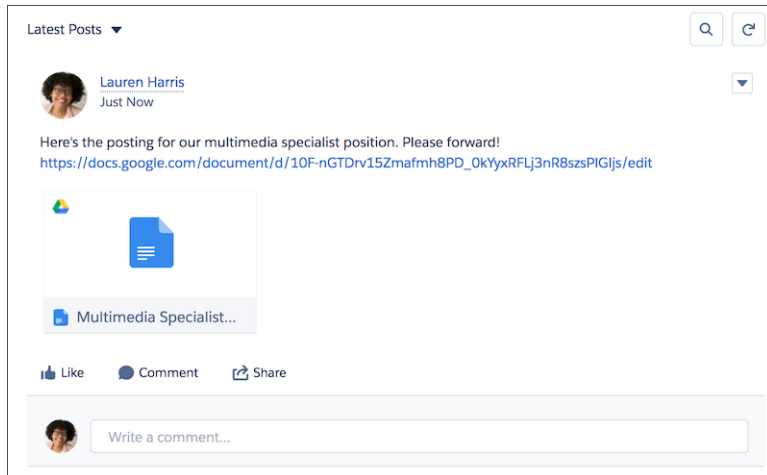 Latest Posts
Lauren Harris
Just Now
Here's the posting for our multimedia specialist position. Please forward!
https://docs.google.com/document/d/10F-nGTDrv15Zmafmh8PD_0kYyxRFLj3nR8szsPIGIjs/edit
Multimedia Specialist...
Like Comment Share
Write a comment...